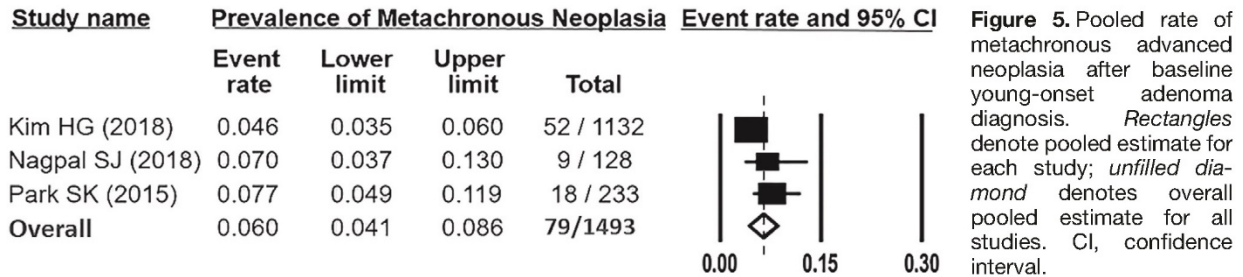 Study name Prevalence of Metachronous Neoplasia Event rate and 95% CI
Event rate Lower limit Upper limit Total
Kim HG (2018) 0.046 0.035 0.060 52 / 1132
Nagpal SJ (2018) 0.070 0.037 0.130 9 / 128
Park SK (2015) 0.077 0.049 0.119 18 / 233
Overall 0.060 0.041 0.086 79/1493
0.00 0.15 0.30
Figure 5. Pooled rate of
metachronous advanced
neoplasia after baseline
young-onset adenoma
diagnosis. Rectangles
denote pooled estimate for
each study; unfilled dia-
mond denotes overall
pooled estimate for all
studies. CI, confidence
interval.